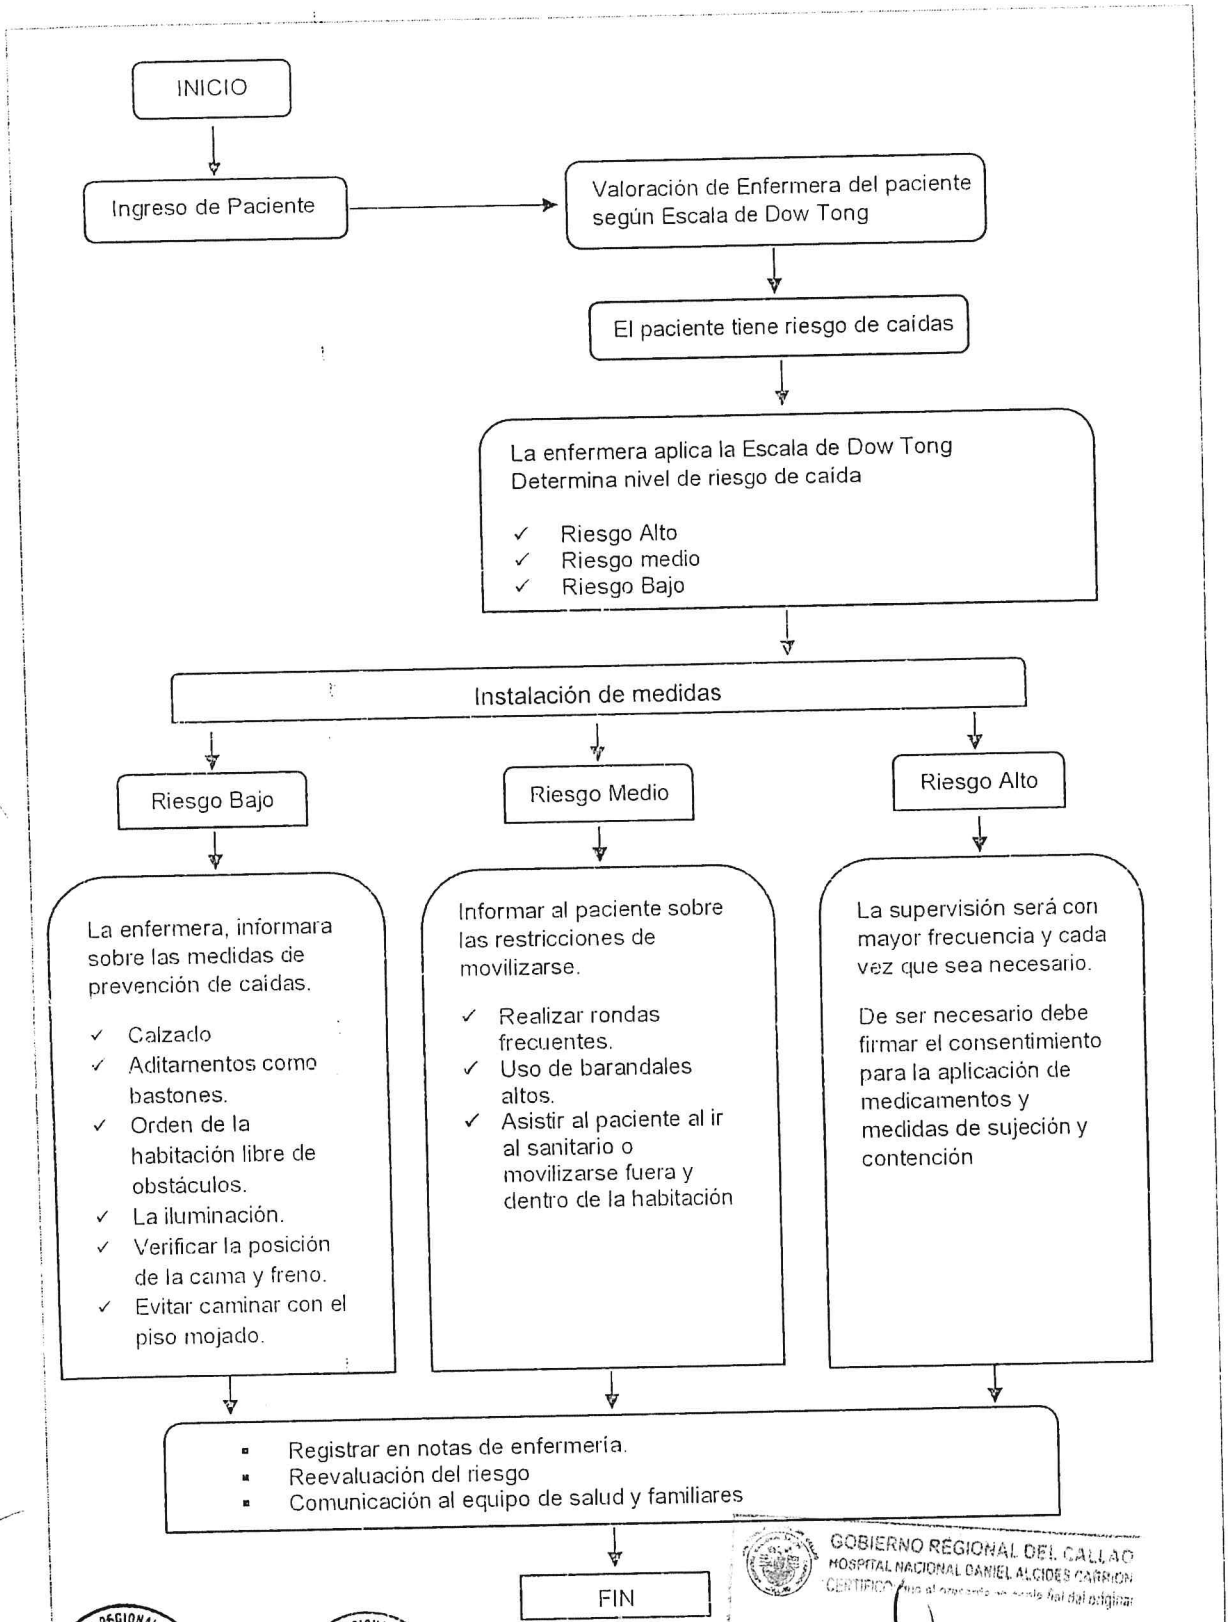 INICIO
Ingreso de Paciente
Valoración de Enfermera del paciente
según Escala de Dow Tong
El paciente tiene riesgo de caídas
La enfermera aplica la Escala de Dow Tong
Determina nivel de riesgo de caída
✓ Riesgo Alto
✓ Riesgo medio
✓ Riesgo Bajo
Instalación de medidas
Riesgo Bajo
La enfermera, informara
sobre las medidas de
prevención de caídas.
✓ Calzado
✓ Aditamentos como
bastones.
✓ Orden de la
habitación libre de
obstáculos.
✓ La iluminación.
✓ Verificar la posición
de la cama y freno.
✓ Evitar caminar con el
piso mojado.
Riesgo Medio
Informar al paciente sobre
las restricciones de
movilizarse.
✓ Realizar rondas
frecuentes.
✓ Uso de barandales
altos.
✓ Asistir al paciente al ir
al sanitario o
movilizarse fuera y
dentro de la habitación
Riesgo Alto
La supervisión será con
mayor frecuencia y cada
vez que sea necesario.
De ser necesario debe
firmar el consentimiento
para la aplicación de
medicamentos y
medidas de sujeción y
contención
▪ Registrar en notas de enfermería.
▪ Reevaluación del riesgo
▪ Comunicación al equipo de salud y familiares
FIN
GOBIERNO REGIONAL DEL CALLAO
HOSPITAL NACIONAL DANIEL ALCIDES CARRION
CERTIFICO
REGIONAL